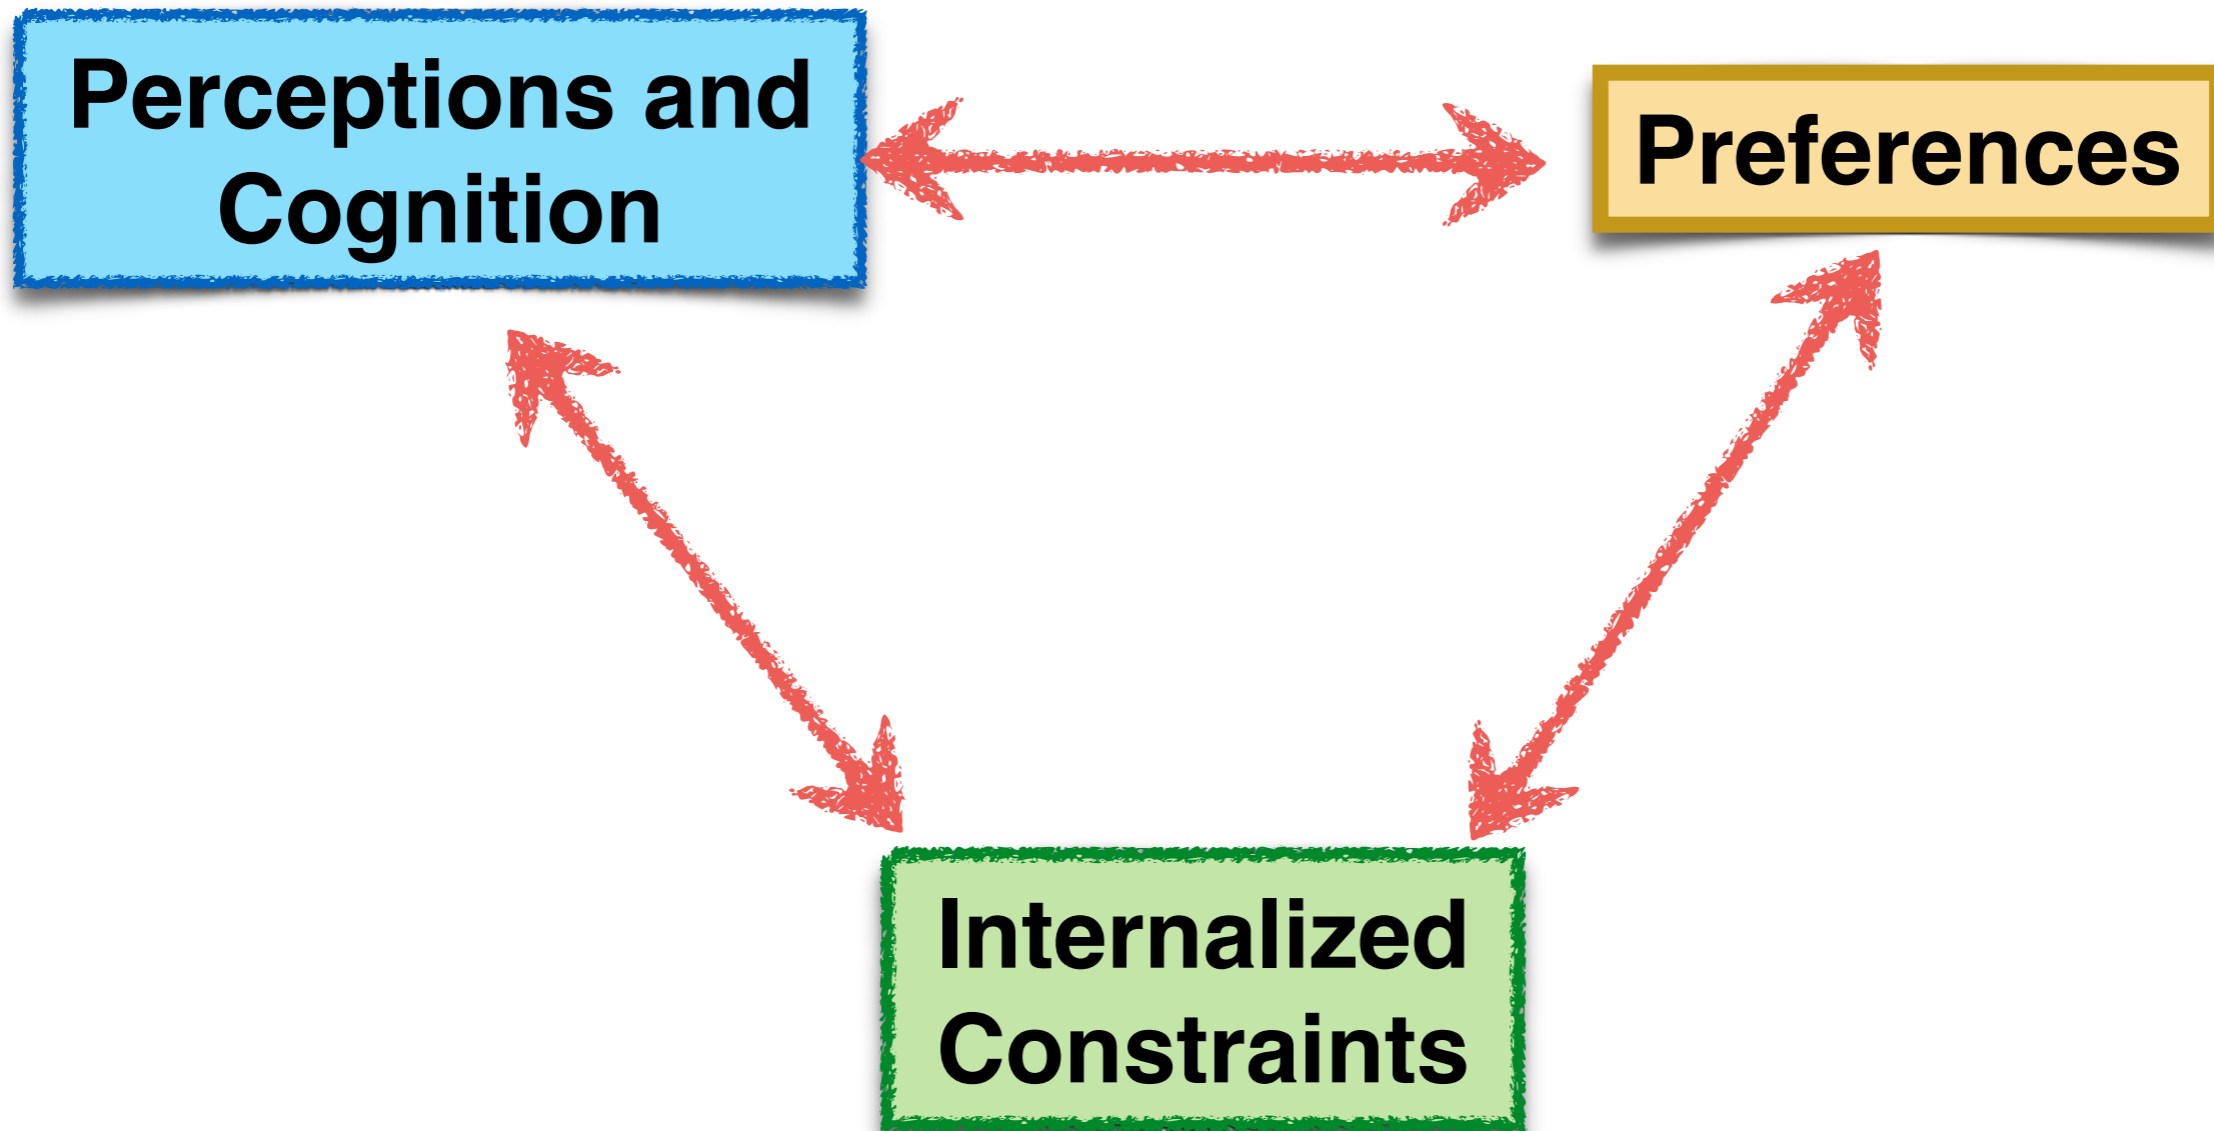 Perceptions and
Cognition
Preferences
Internalized
Constraints